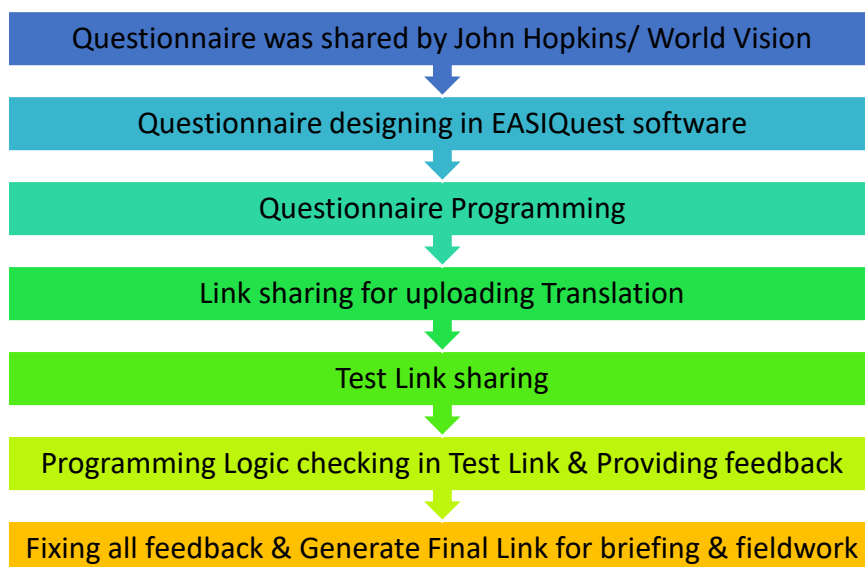 Questionnaire was shared by John Hopkins/ World Vision
Questionnaire designing in EASIQuest software
Questionnaire Programming
Link sharing for uploading Translation
Test Link sharing
Programming Logic checking in Test Link & Providing feedback
Fixing all feedback & Generate Final Link for briefing & fieldwork